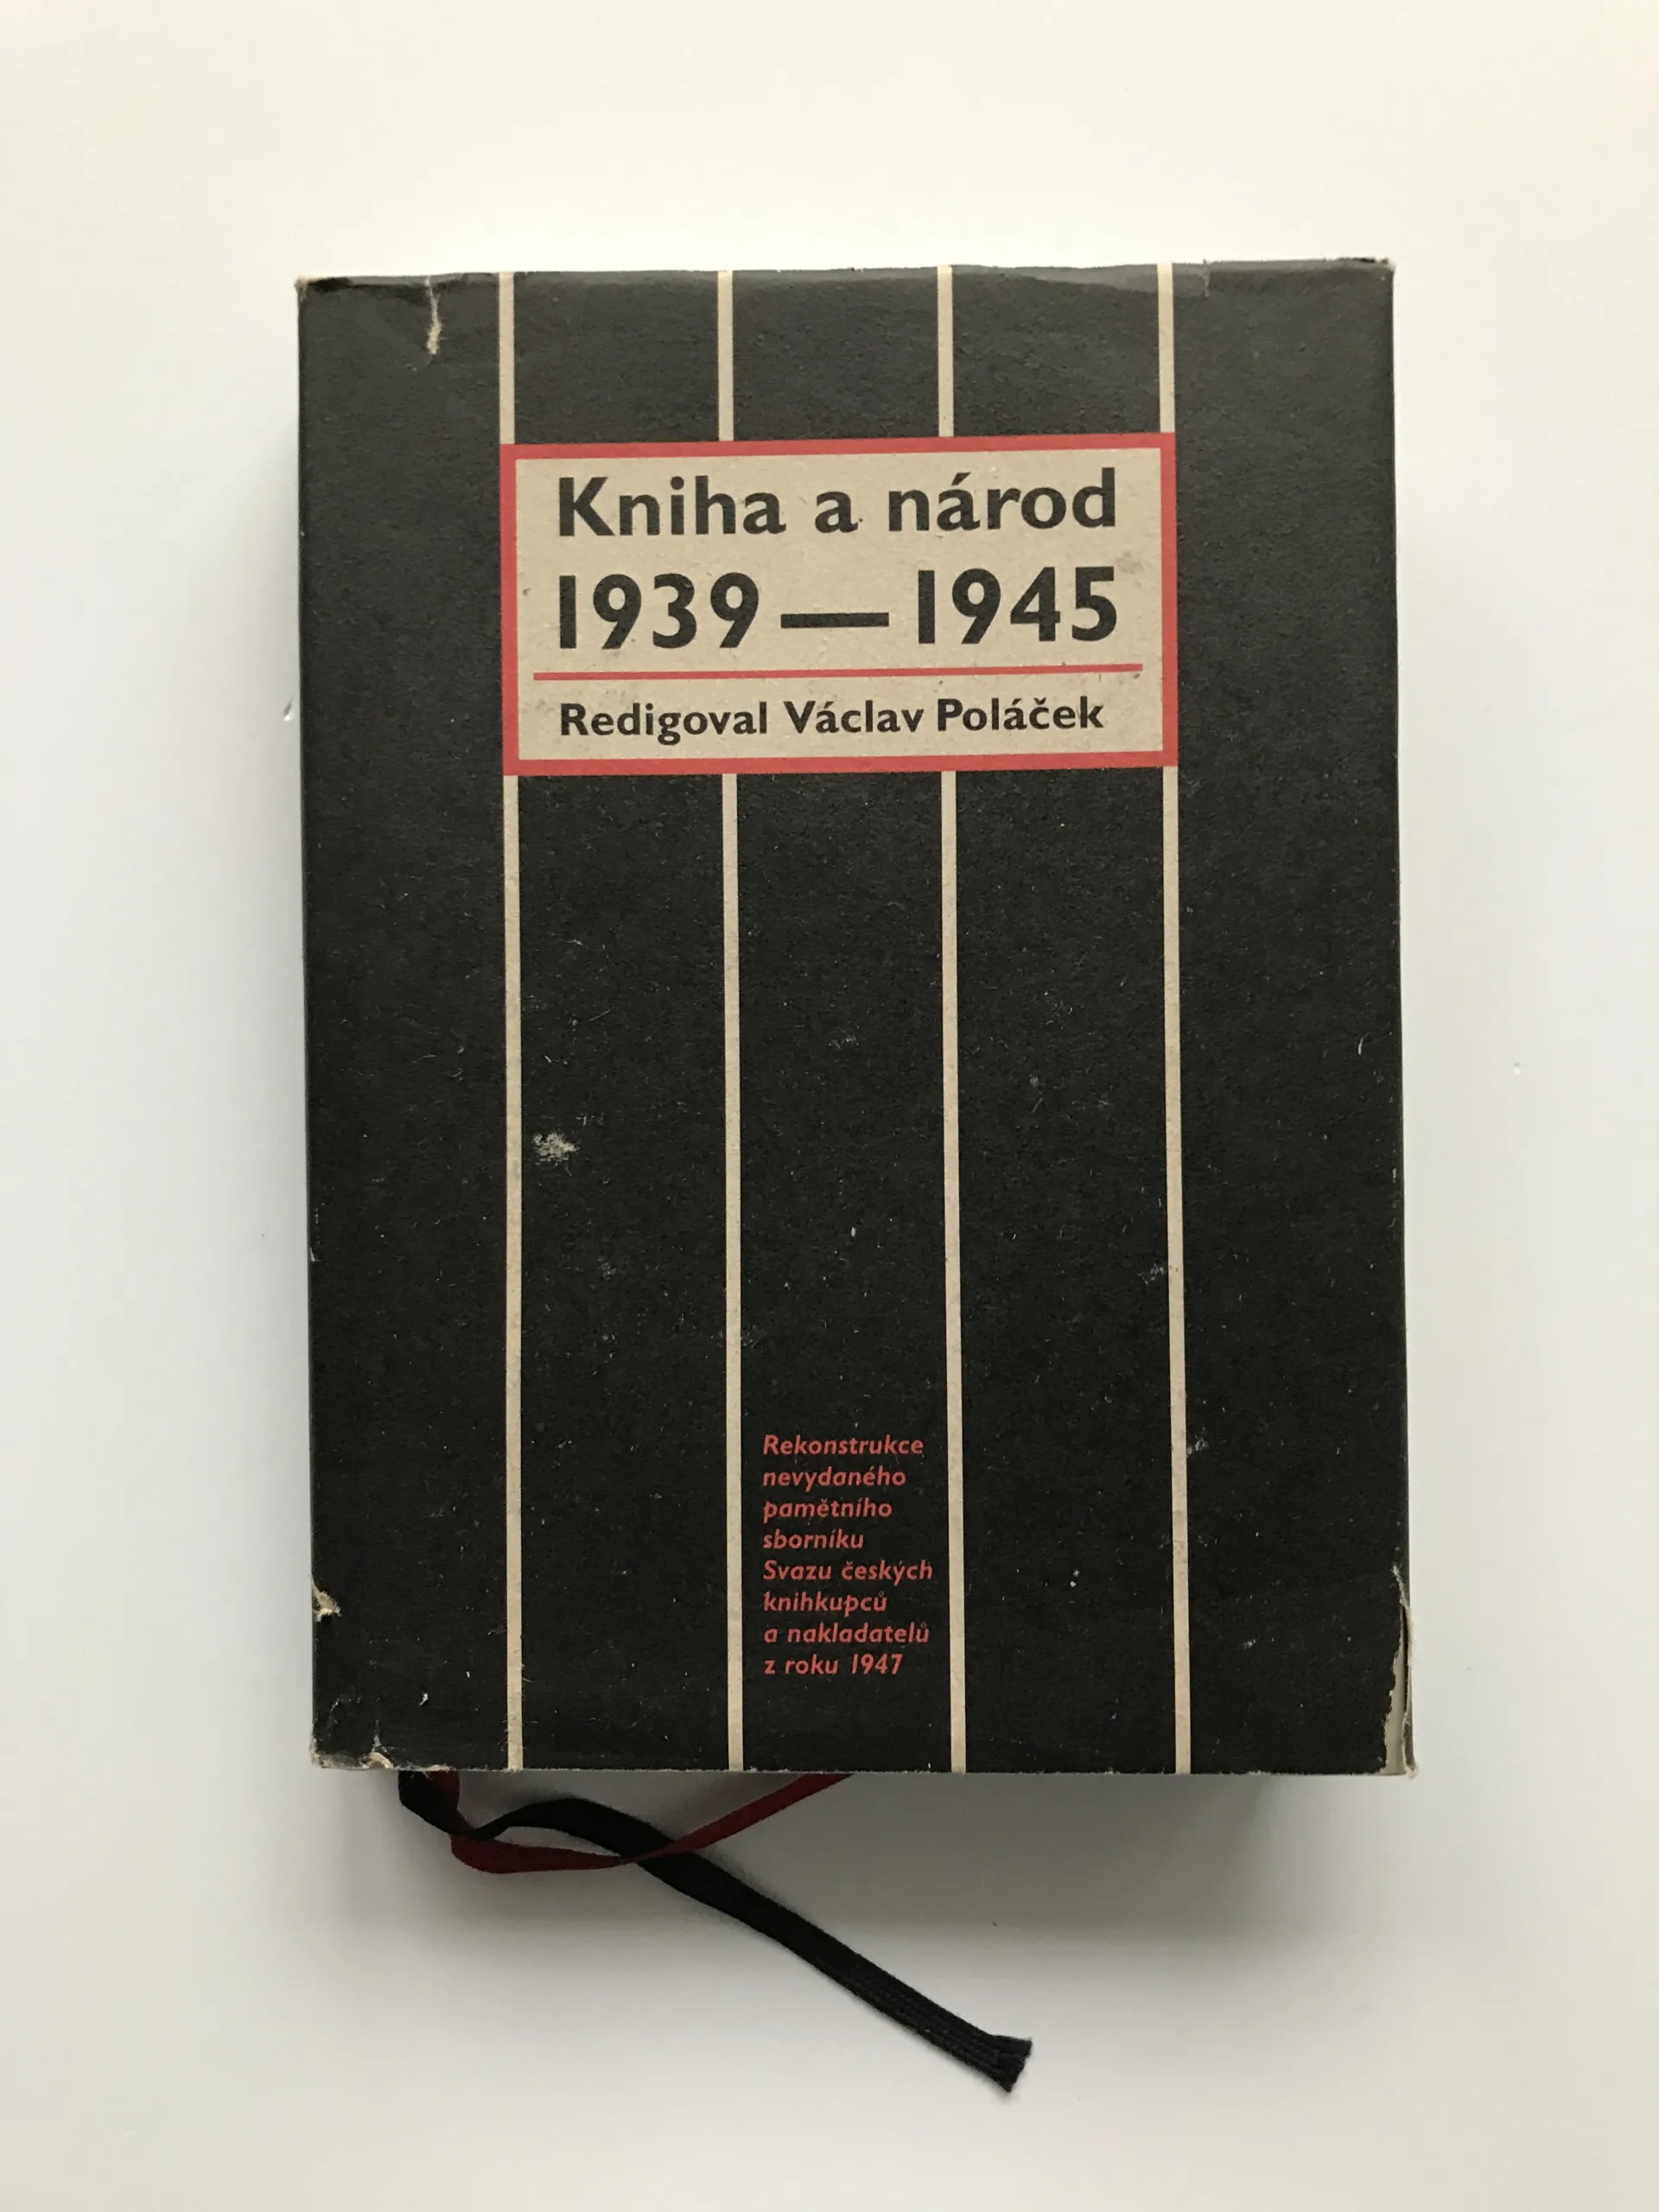 Kniha a národ
1939 — 1945
Redigoval Václav Poláček
Rekonstrukce
nevydaného
pamětního
sborníku
Svazu českých
knihkupců
a nakladatelů
z roku 1947